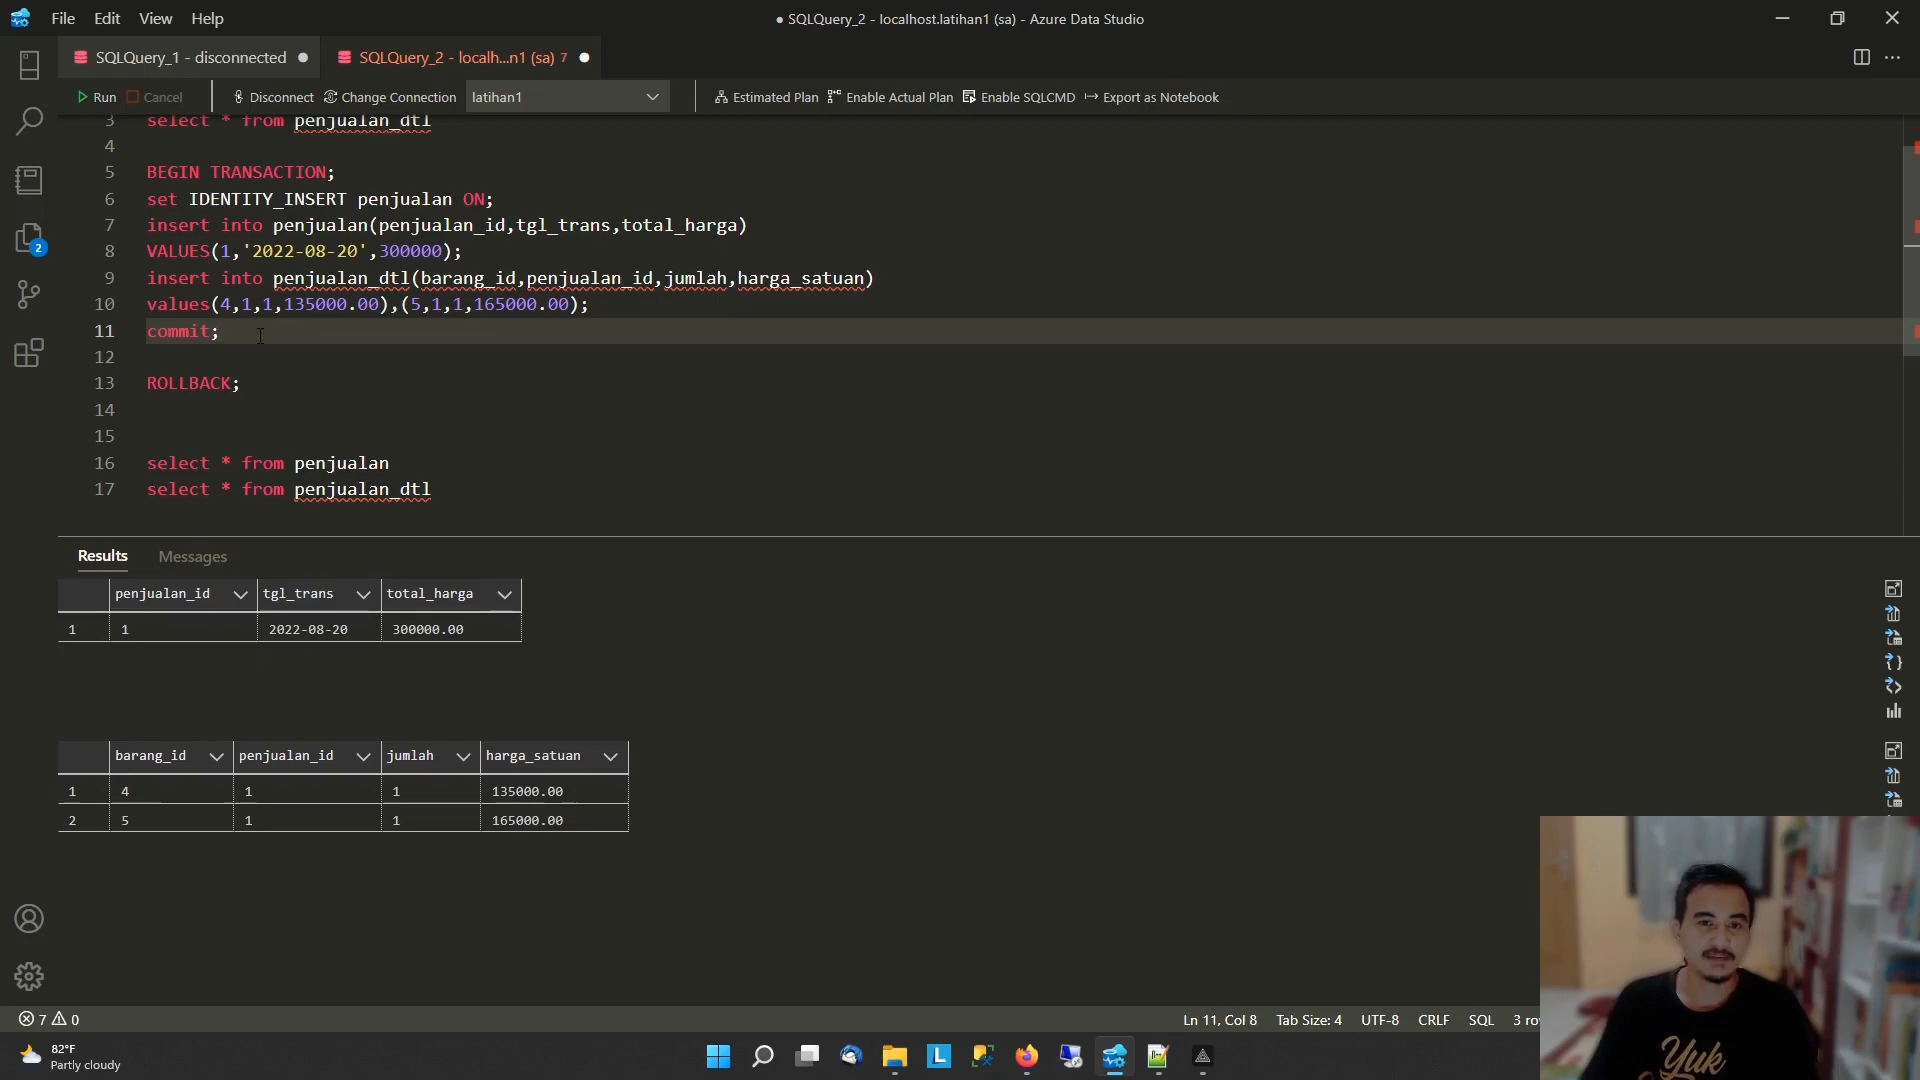 File Edit View Help
● SQLQuery_2 - localhost.latihan1 (sa) - Azure Data Studio
SQLQuery_1 - disconnected
SQLQuery_2 - localh...n1 (sa) 7
Run Cancel Disconnect Change Connection latihan1 Estimated Plan Enable Actual Plan Enable SQLCMD Export as Notebook
3 select * from penjualan_dtl
4
5 BEGIN TRANSACTION;
6 set IDENTITY_INSERT penjualan ON;
7 insert into penjualan(penjualan_id,tgl_trans,total_harga)
8 VALUES(1,'2022-08-20',300000);
9 insert into penjualan_dtl(barang_id,penjualan_id,jumlah,harga_satuan)
10 values(4,1,1,135000.00),(5,1,1,165000.00);
11 commit;
12
13 ROLLBACK;
14
15
16 select * from penjualan
17 select * from penjualan_dtl
2
Results Messages
penjualan_id tgl_trans total_harga
1 1 2022-08-20 300000.00
barang_id penjualan_id jumlah harga_satuan
1 4 1 1 135000.00
2 5 1 1 165000.00
7 0
Ln 11, Col 8 Tab Size: 4 UTF-8 CRLF SQL 3 ro
82°F
Partly cloudy
L
Yuk